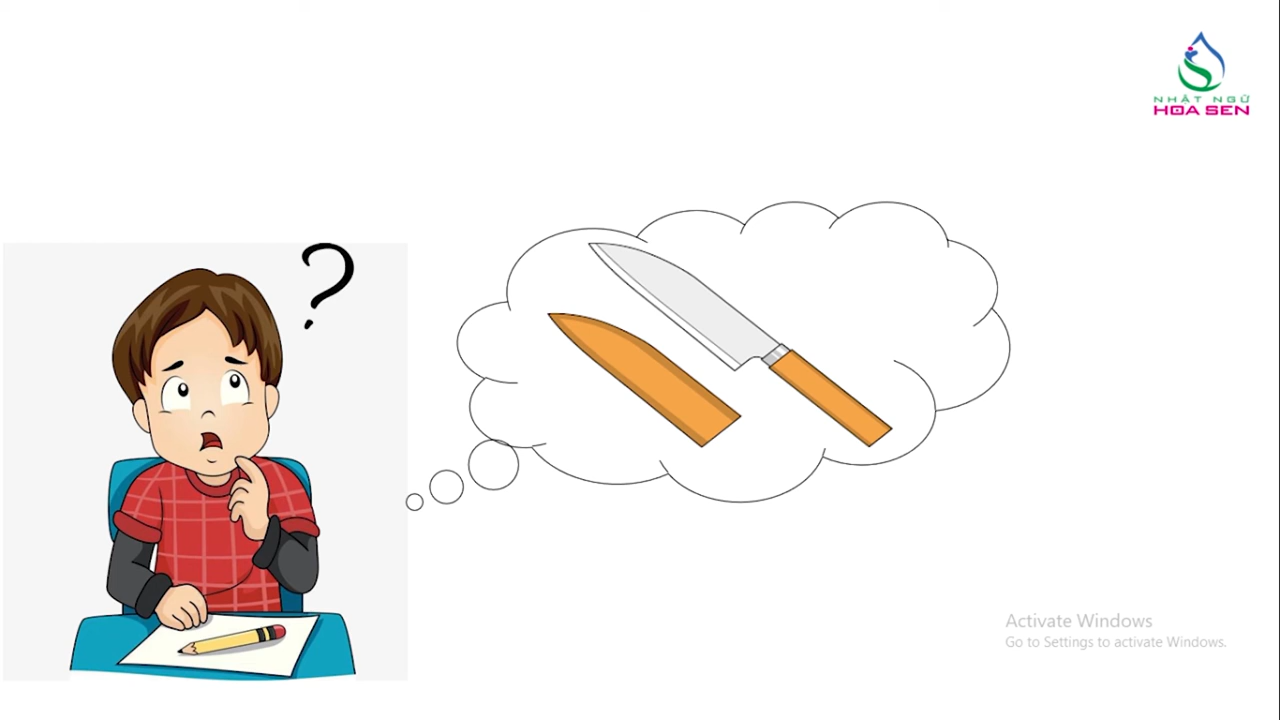 ?
NHẬT NGỮ
HOA SEN
Activate Windows
Go to Settings to activate Windows.